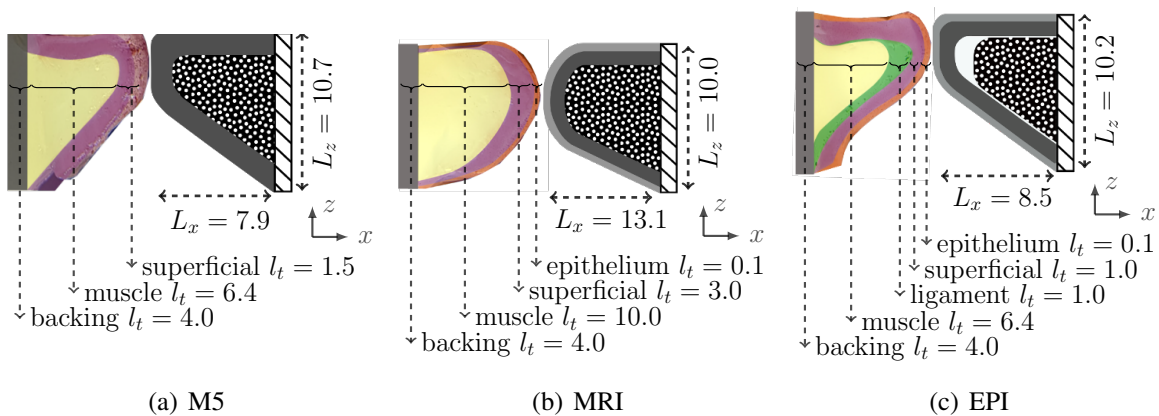 L_z = 10.7
L_x = 7.9
z
x
superficial l_t = 1.5
muscle l_t = 6.4
backing l_t = 4.0
(a) M5
L_z = 10.0
L_x = 13.1
z
x
epithelium l_t = 0.1
superficial l_t = 3.0
muscle l_t = 10.0
backing l_t = 4.0
(b) MRI
L_z = 10.2
L_x = 8.5
z
x
epithelium l_t = 0.1
superficial l_t = 1.0
ligament l_t = 1.0
muscle l_t = 6.4
backing l_t = 4.0
(c) EPI